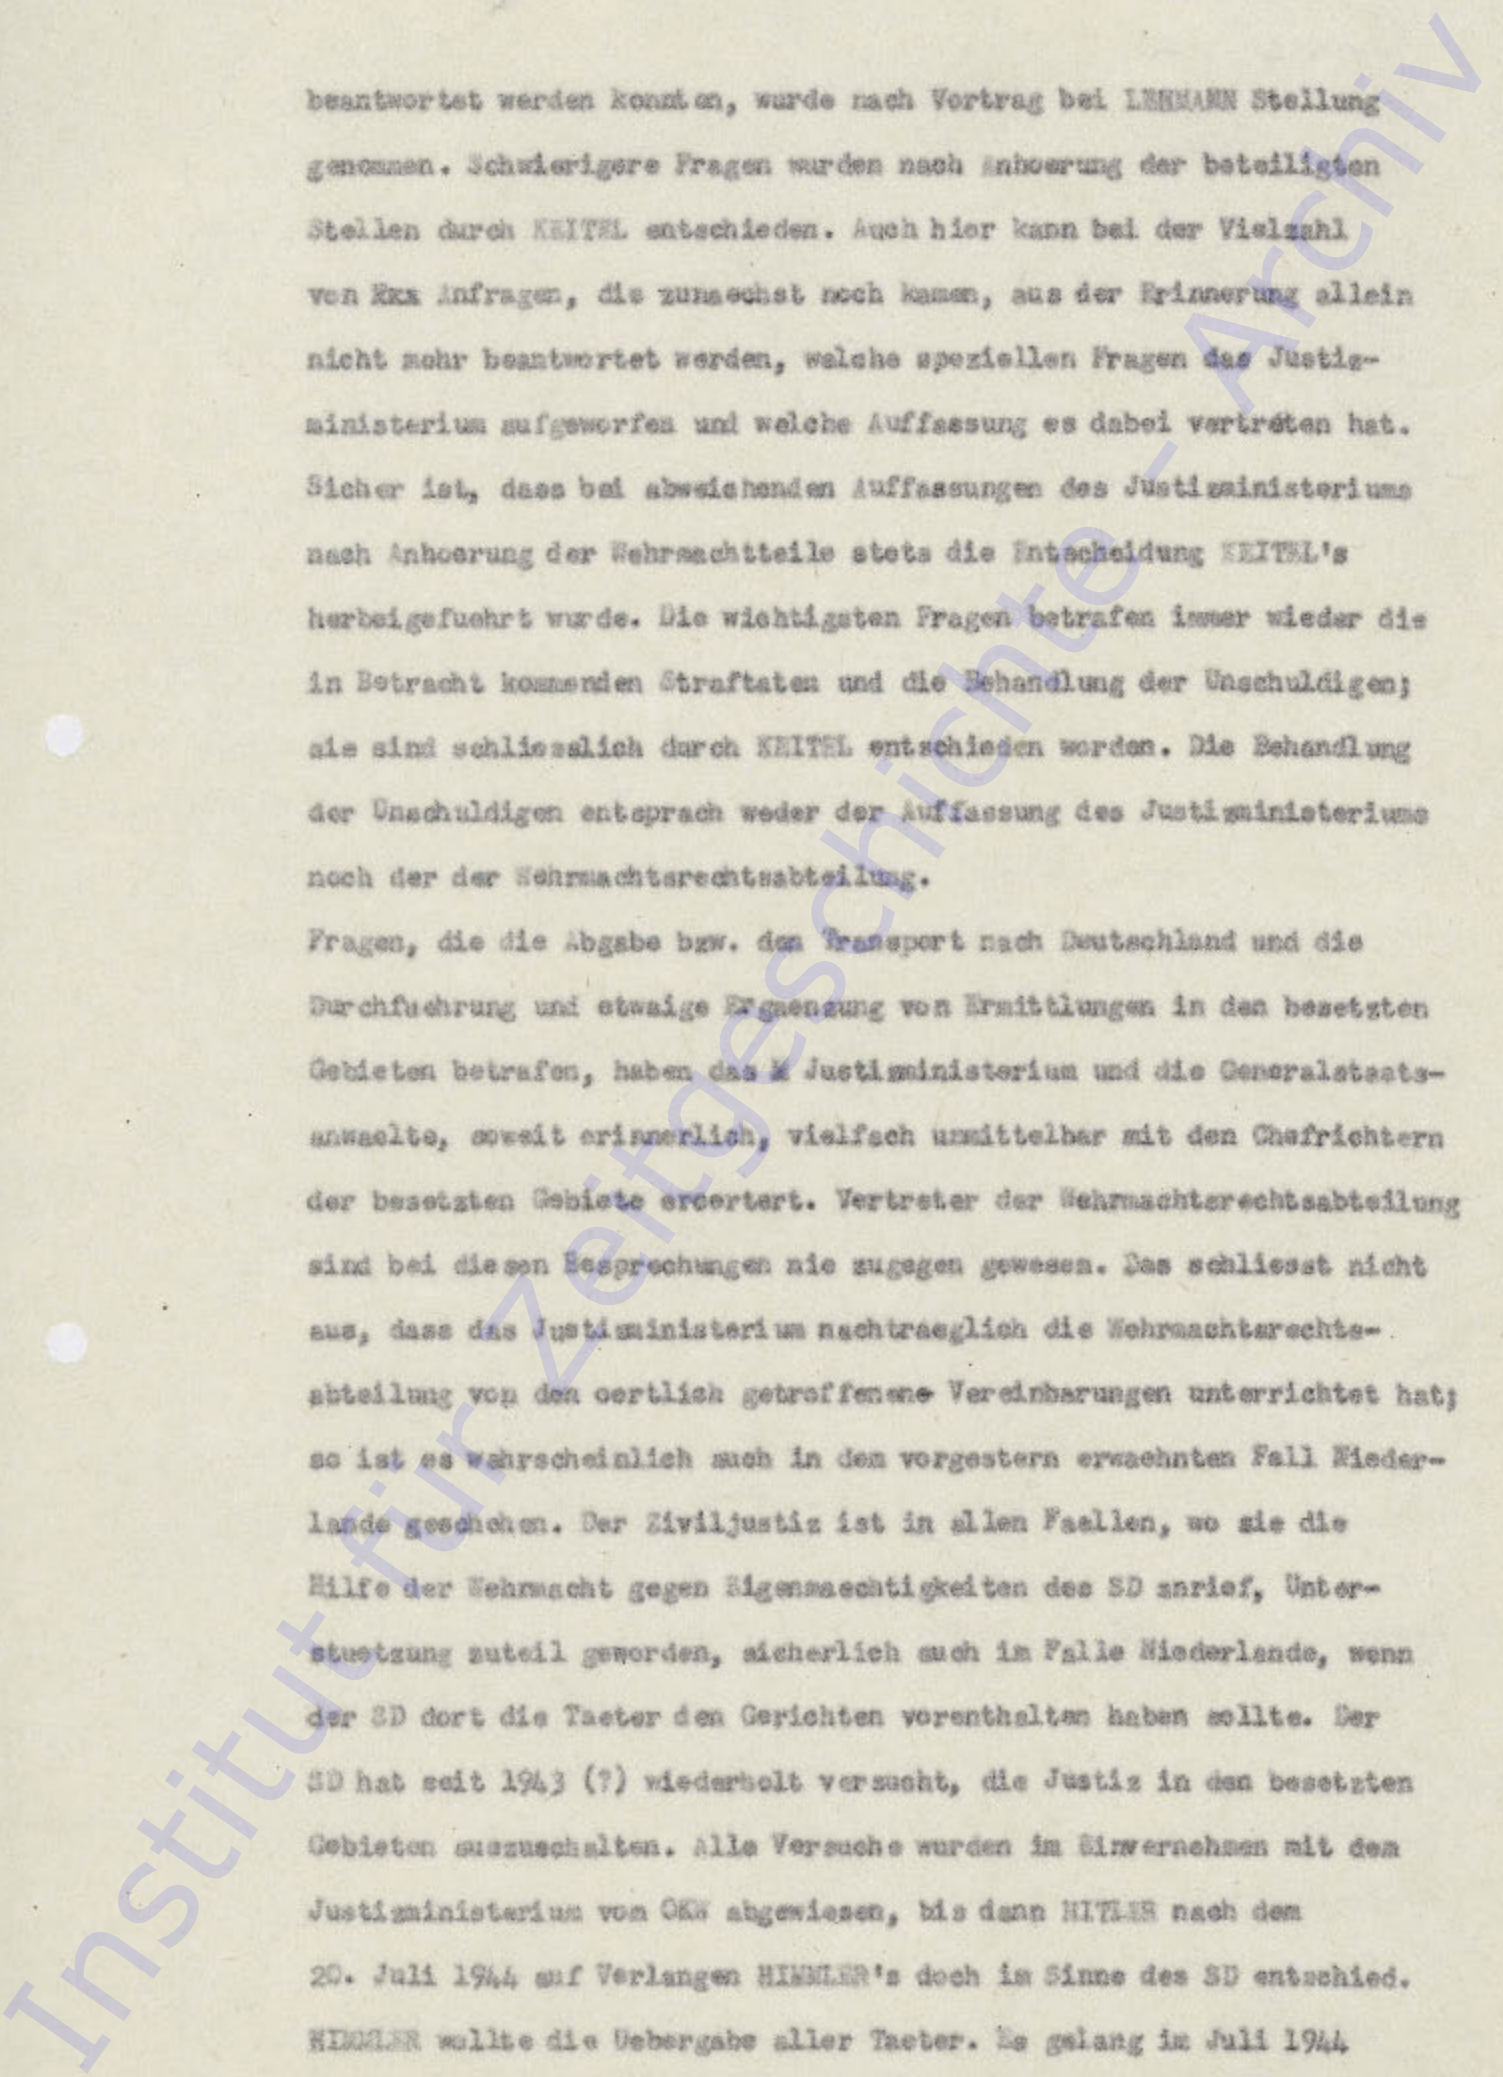 beantwortet werden konnten, wurde nach Vortrag bei LEHMANN Stellung
genommen. Schwierigere Fragen wurden nach Anhoerung der beteiligten
Stellen durch KEITEL entschieden. Auch hier kann bei der Vielzahl
von Rxx Anfragen, die zunaechst noch kamen, aus der Erinnerung allein
nicht mehr beantwortet werden, welche speziellen Fragen das Justiz-
ministerium aufgeworfen und welche Auffassung es dabei vertreten hat.
Sicher ist, dass bei abweichenden Auffassungen des Justizministeriums
nach Anhoerung der Wehrmachtteile stets die Entscheidung KEITEL's
herbeigefuehrt wurde. Die wichtigsten Fragen betrafen immer wieder die
in Betracht kommenden Straftaten und die Behandlung der Unschuldigen;
sie sind schliesslich durch KEITEL entschieden worden. Die Behandlung
der Unschuldigen entsprach weder der Auffassung des Justizministeriums
noch der der Wehrmachtsrechtsabteilung.
Fragen, die die Abgabe bzw. den Transport nach Deutschland und die
Durchfuehrung und etwaige Ergaenzung von Ermittlungen in den besetzten
Gebieten betrafen, haben das M Justizministerium und die Generalstaats-
anwaelte, soweit erinnerlich, vielfach unmittelbar mit den Chefrichtern
der besetzten Gebiete eroertert. Vertreter der Wehrmachtsrechtsabteilung
sind bei diesen Besprechungen nie zugegen gewesen. Das schliesst nicht
aus, dass das Justizministerium nachtraeglich die Wehrmachtsrechts-
abteilung von den oertlich getroffenene Vereinbarungen unterrichtet hat;
so ist es wahrscheinlich auch in dem vorgestern erwaehnten Fall Nieder-
lande geschehen. Der Ziviljustiz ist in allen Faellen, wo sie die
Hilfe der Wehrmacht gegen Eigenmaechtigkeiten des SD anrief, Unter-
stuetzung zuteil geworden, sicherlich auch im Falle Niederlande, wenn
der SD dort die Taeter den Gerichten vorenthalten haben sollte. Der
SD hat seit 1943 (?) wiederholt versucht, die Justiz in den besetzten
Gebieten auszuschalten. Alle Versuche wurden im Einvernehmen mit dem
Justizministerium vom OKW abgewiesen, bis dann HITLER nach dem
20. Juli 1944 auf Verlangen HIMMLER's doch im Sinne des SD entschied.
HIMMLER wollte die Uebergabe aller Taeter. Es gelang im Juli 1944
Institut für Zeitgeschichte - Archiv